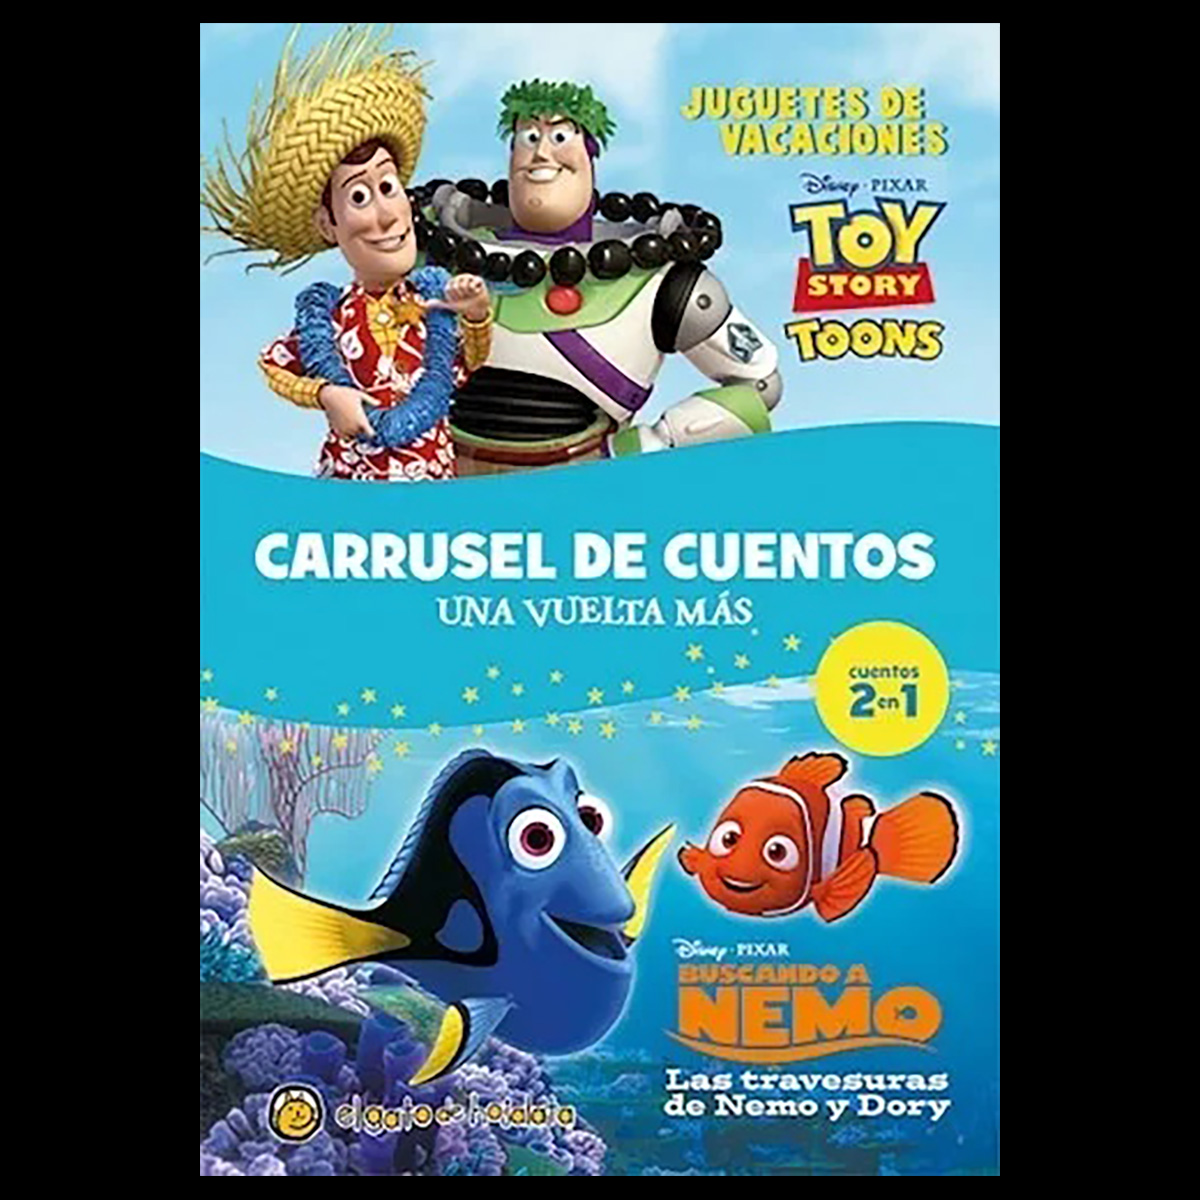 JUGUETES DE
VACACIONES
Disney · PIXAR
TOY
STORY
TOONS
CARRUSEL DE CUENTOS
UNA VUELTA MÁS
cuentos
2 en 1
Disney · PIXAR
BUSCANDO A
NEMO
Las travesuras
de Nemo y Dory
el gato de hojalata